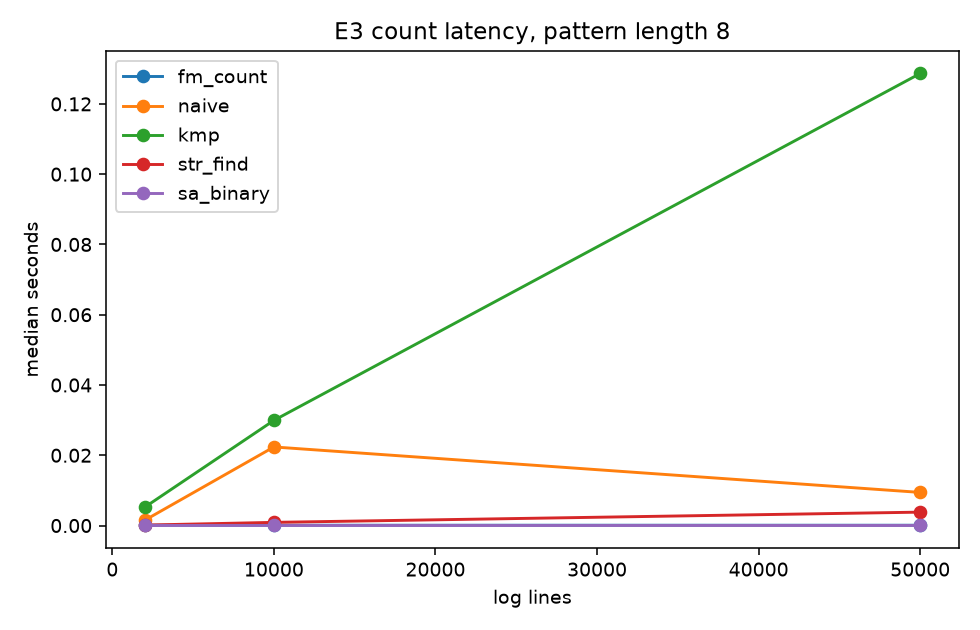 E3 count latency, pattern length 8
fm_count
naive
kmp
str_find
sa_binary
median seconds
0.12
0.10
0.08
0.06
0.04
0.02
0.00
0 10000 20000 30000 40000 50000
log lines